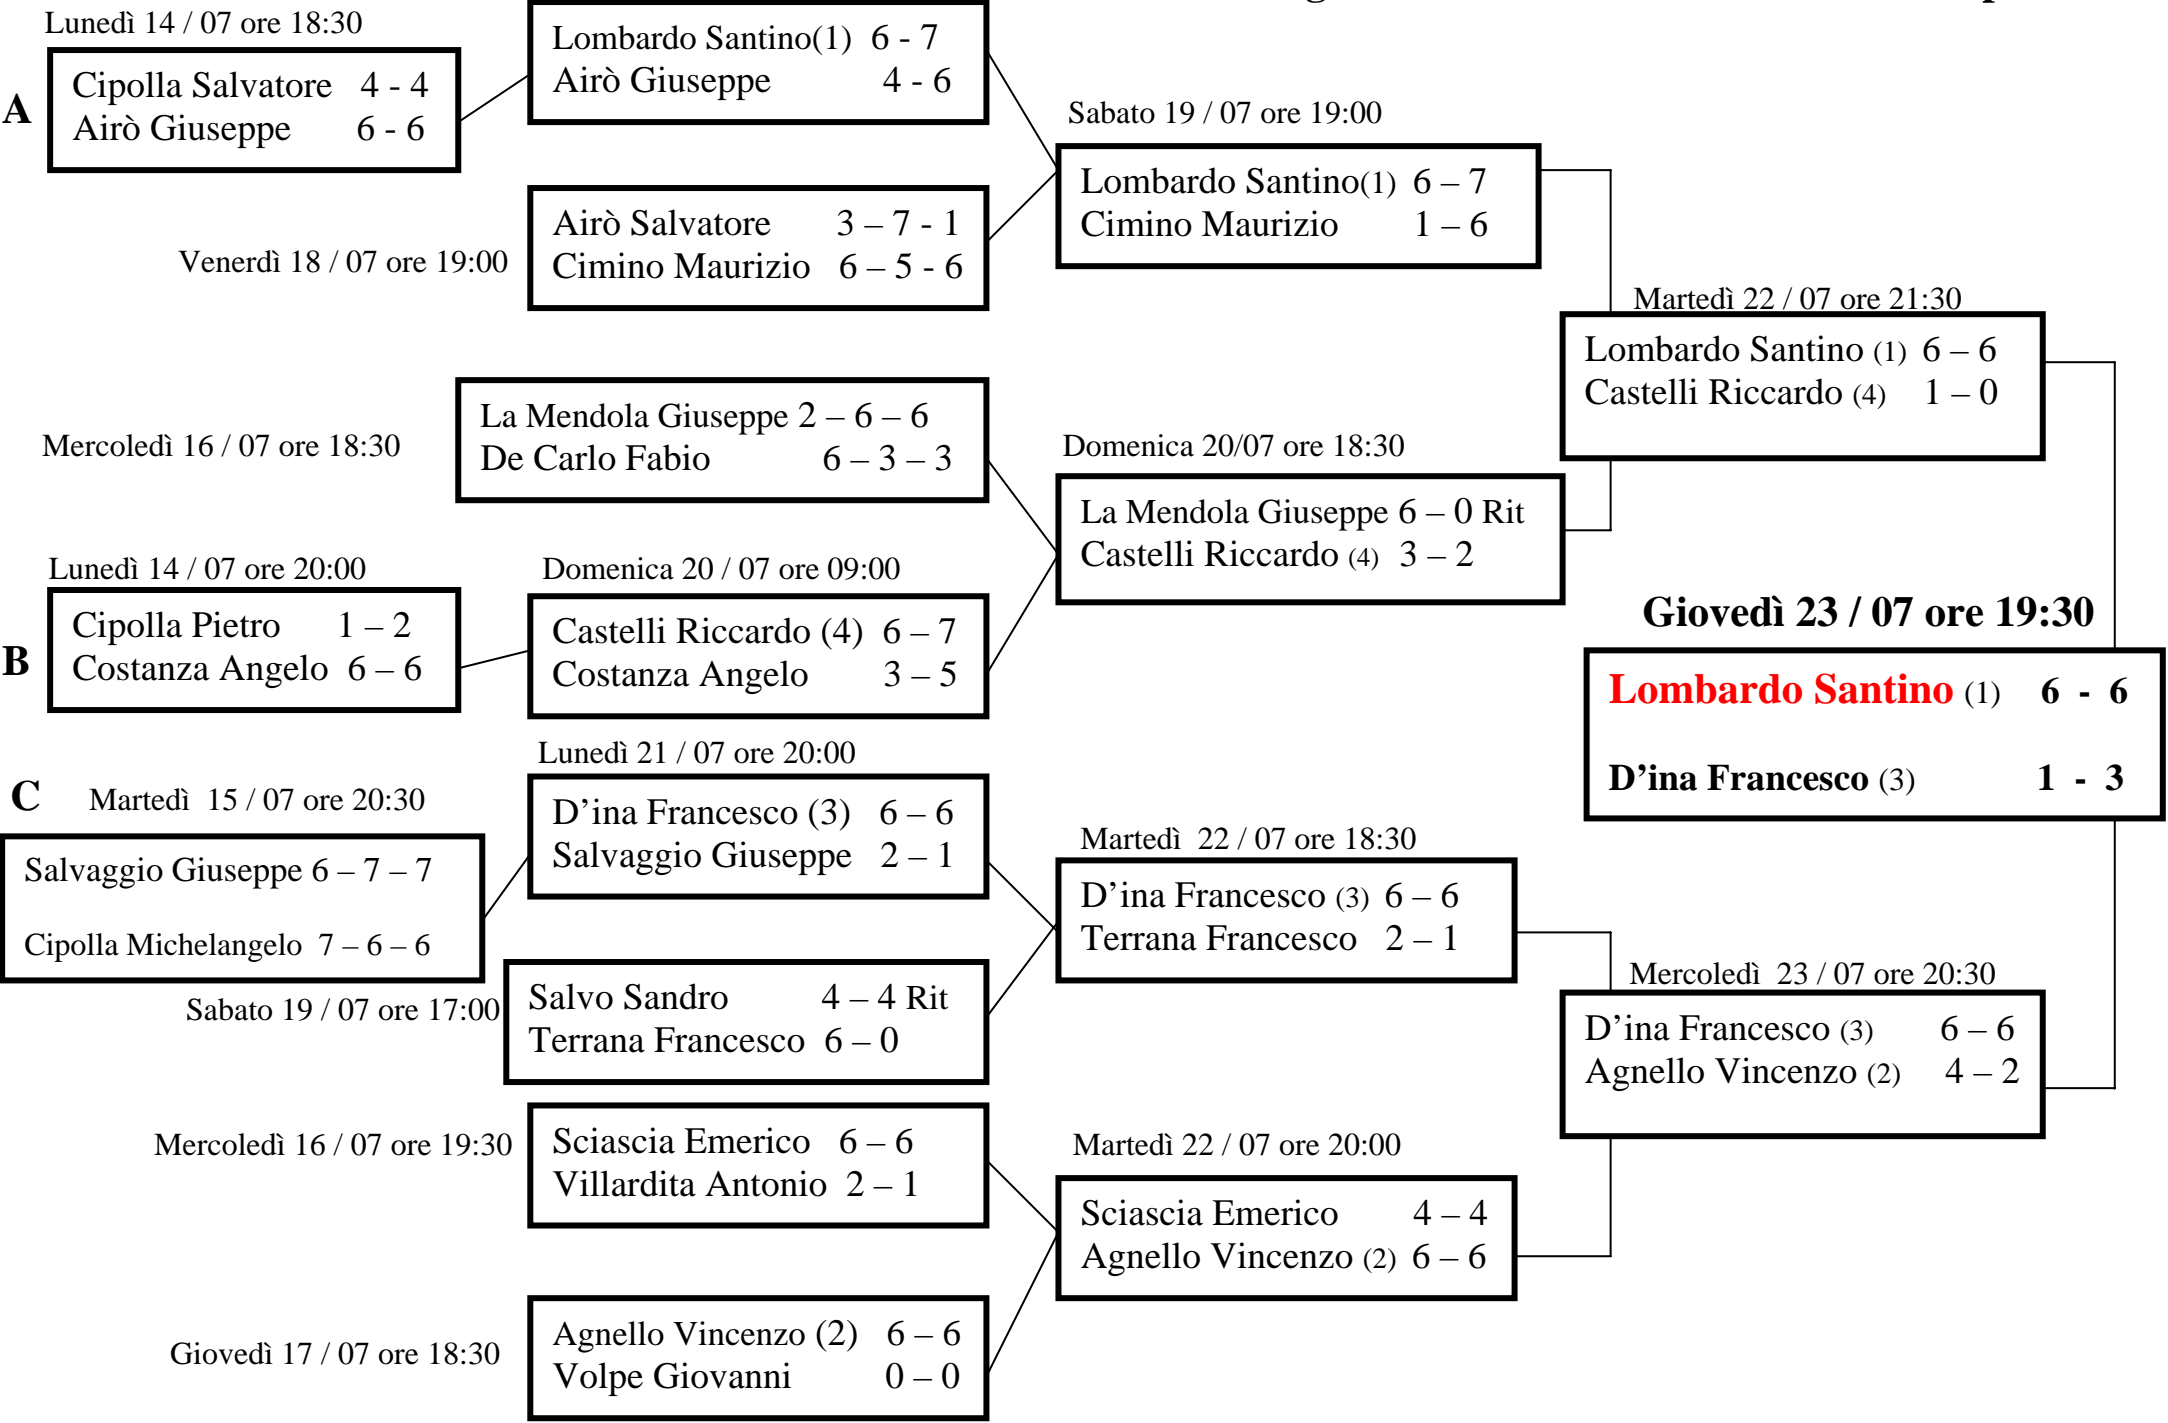 Lunedì 14 / 07 ore 18:30
A
Cipolla Salvatore 4 - 4
Airò Giuseppe 6 - 6
Lombardo Santino(1) 6 - 7
Airò Giuseppe 4 - 6
Venerdì 18 / 07 ore 19:00
Airò Salvatore 3 – 7 - 1
Cimino Maurizio 6 – 5 - 6
Sabato 19 / 07 ore 19:00
Lombardo Santino(1) 6 – 7
Cimino Maurizio 1 – 6
Mercoledì 16 / 07 ore 18:30
La Mendola Giuseppe 2 – 6 – 6
De Carlo Fabio 6 – 3 – 3
Lunedì 14 / 07 ore 20:00
B
Cipolla Pietro 1 – 2
Costanza Angelo 6 – 6
Domenica 20 / 07 ore 09:00
Castelli Riccardo (4) 6 – 7
Costanza Angelo 3 – 5
Domenica 20/07 ore 18:30
La Mendola Giuseppe 6 – 0 Rit
Castelli Riccardo (4) 3 – 2
Martedì 22 / 07 ore 21:30
Lombardo Santino (1) 6 – 6
Castelli Riccardo (4) 1 – 0
Giovedì 23 / 07 ore 19:30
Lombardo Santino (1) 6 - 6
D’ina Francesco (3) 1 - 3
C
Martedì 15 / 07 ore 20:30
Salvaggio Giuseppe 6 – 7 – 7
Cipolla Michelangelo 7 – 6 – 6
Lunedì 21 / 07 ore 20:00
D’ina Francesco (3) 6 – 6
Salvaggio Giuseppe 2 – 1
Sabato 19 / 07 ore 17:00
Salvo Sandro 4 – 4 Rit
Terrana Francesco 6 – 0
Martedì 22 / 07 ore 18:30
D’ina Francesco (3) 6 – 6
Terrana Francesco 2 – 1
Mercoledì 16 / 07 ore 19:30
Sciascia Emerico 6 – 6
Villardita Antonio 2 – 1
Giovedì 17 / 07 ore 18:30
Agnello Vincenzo (2) 6 – 6
Volpe Giovanni 0 – 0
Martedì 22 / 07 ore 20:00
Sciascia Emerico 4 – 4
Agnello Vincenzo (2) 6 – 6
Mercoledì 23 / 07 ore 20:30
D’ina Francesco (3) 6 – 6
Agnello Vincenzo (2) 4 – 2